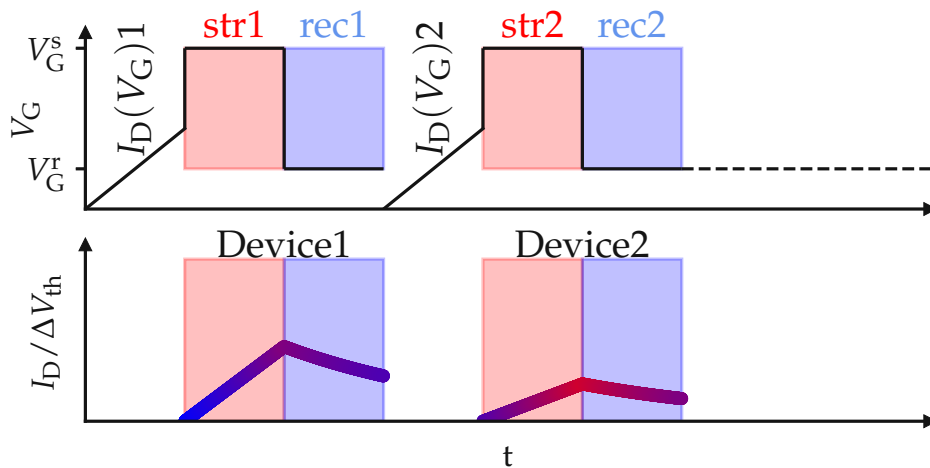 str1 rec1 str2 rec2
V_G^s
I_D(V_G)1
I_D(V_G)2
V_G
V_G^r
Device1 Device2
I_D/ΔV_th
t